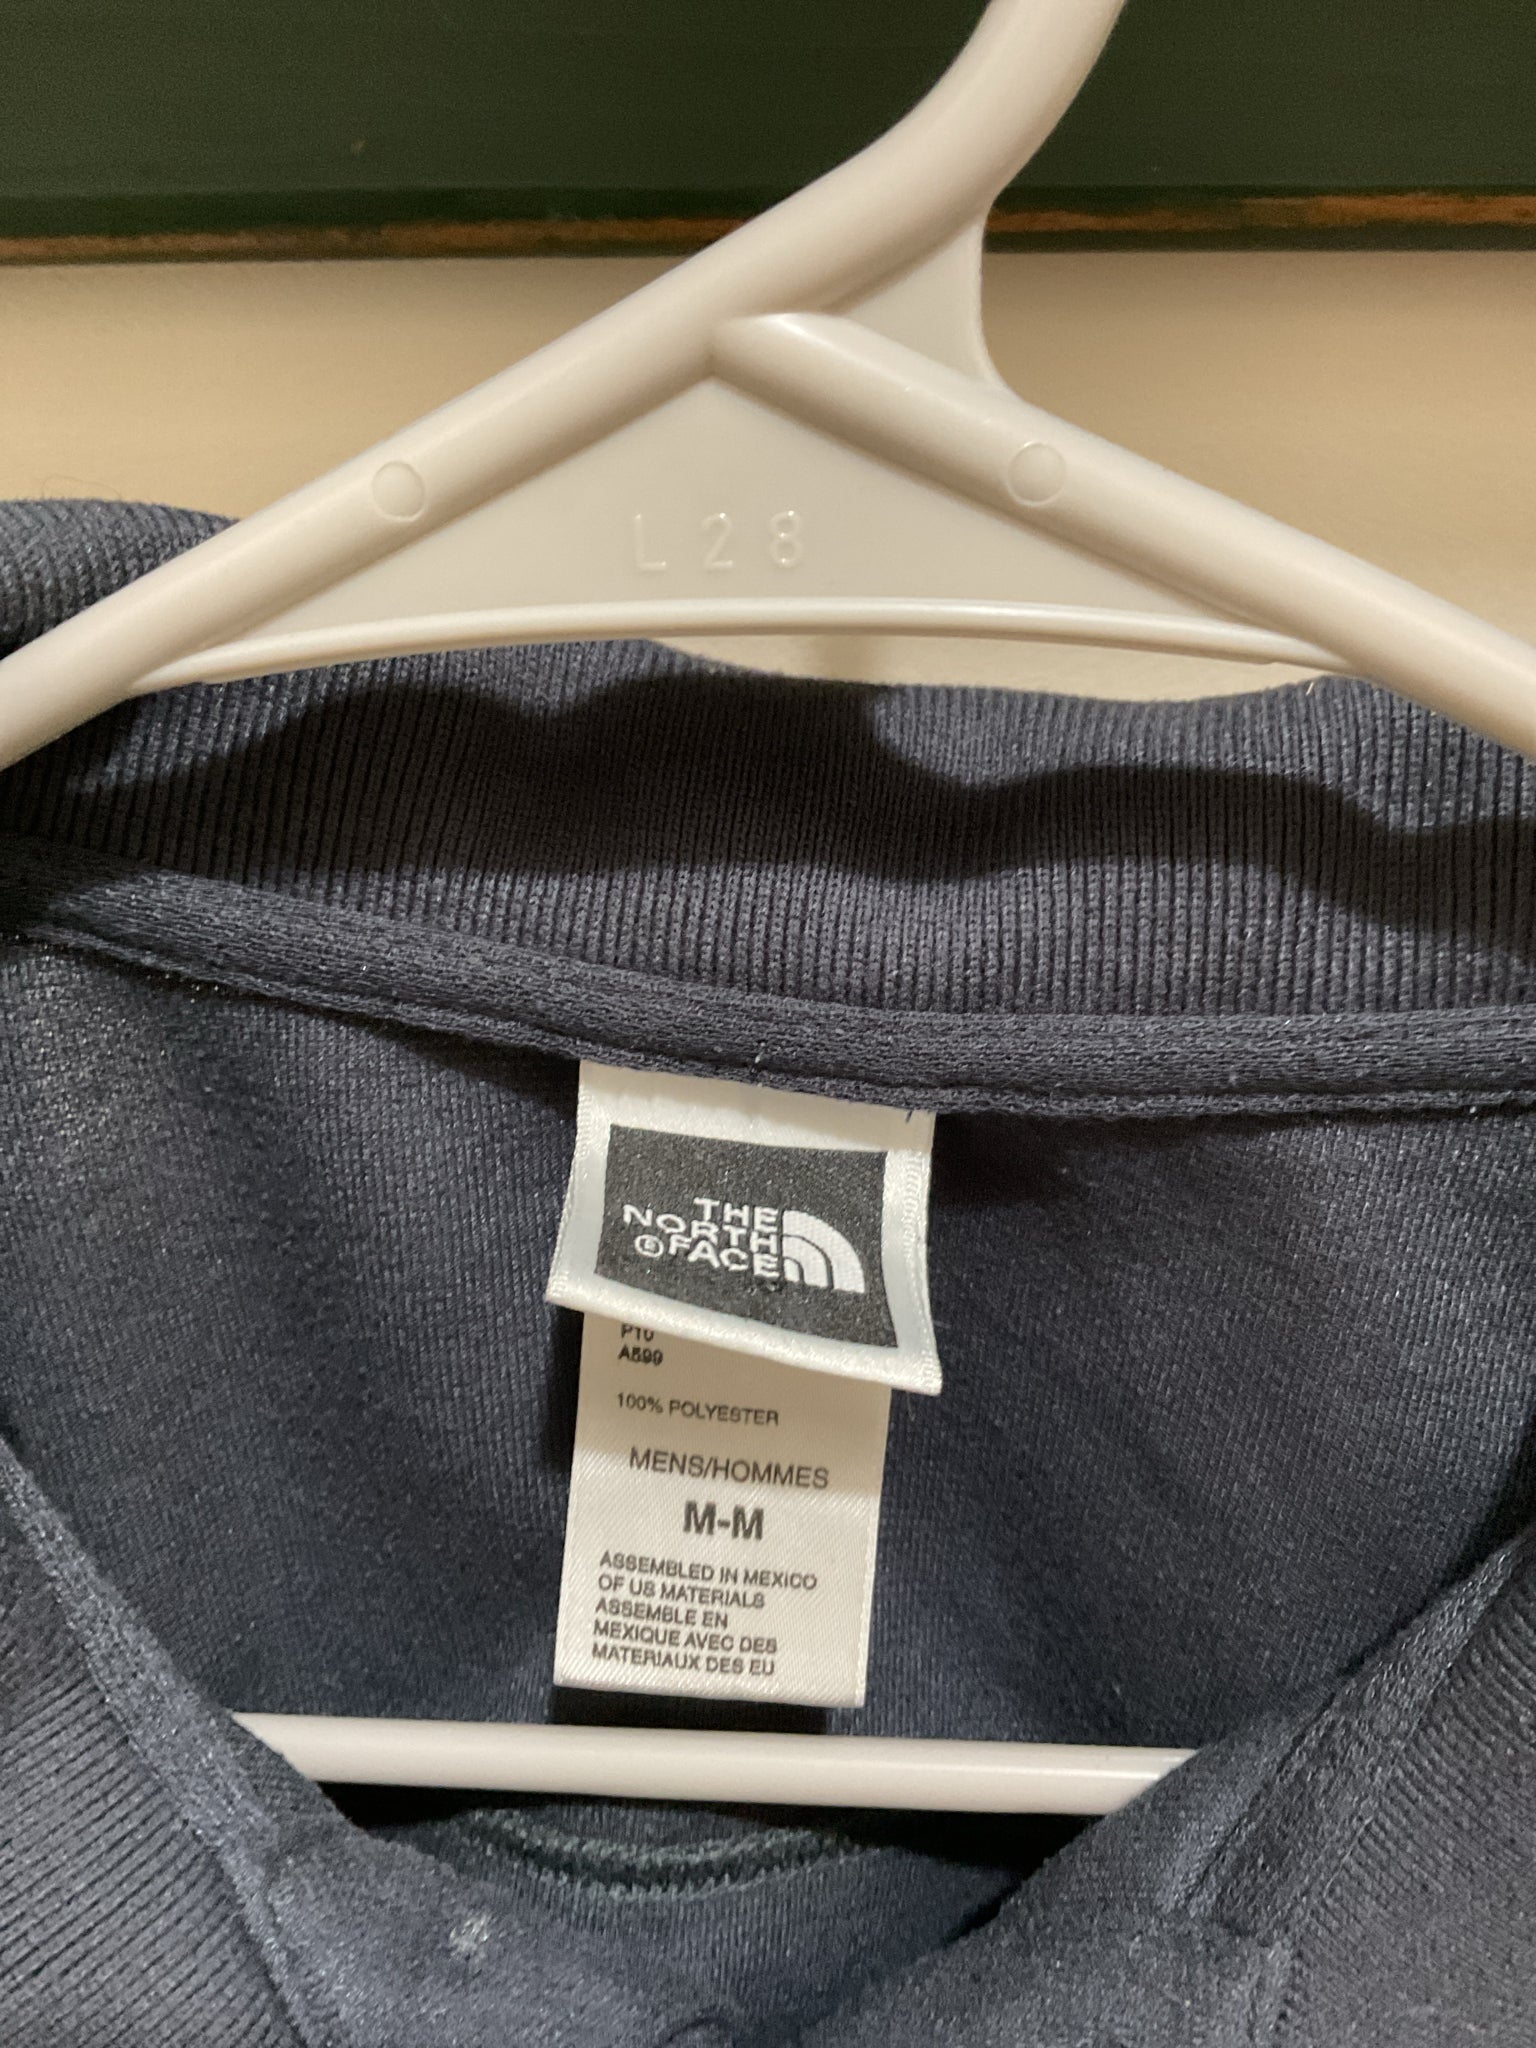 L28
THE
NORTH
FACE
P10
A599
100% POLYESTER
MENS/HOMMES
M-M
ASSEMBLED IN MEXICO
OF US MATERIALS
ASSEMBLE EN
MEXIQUE AVEC DES
MATERIAUX DES EU